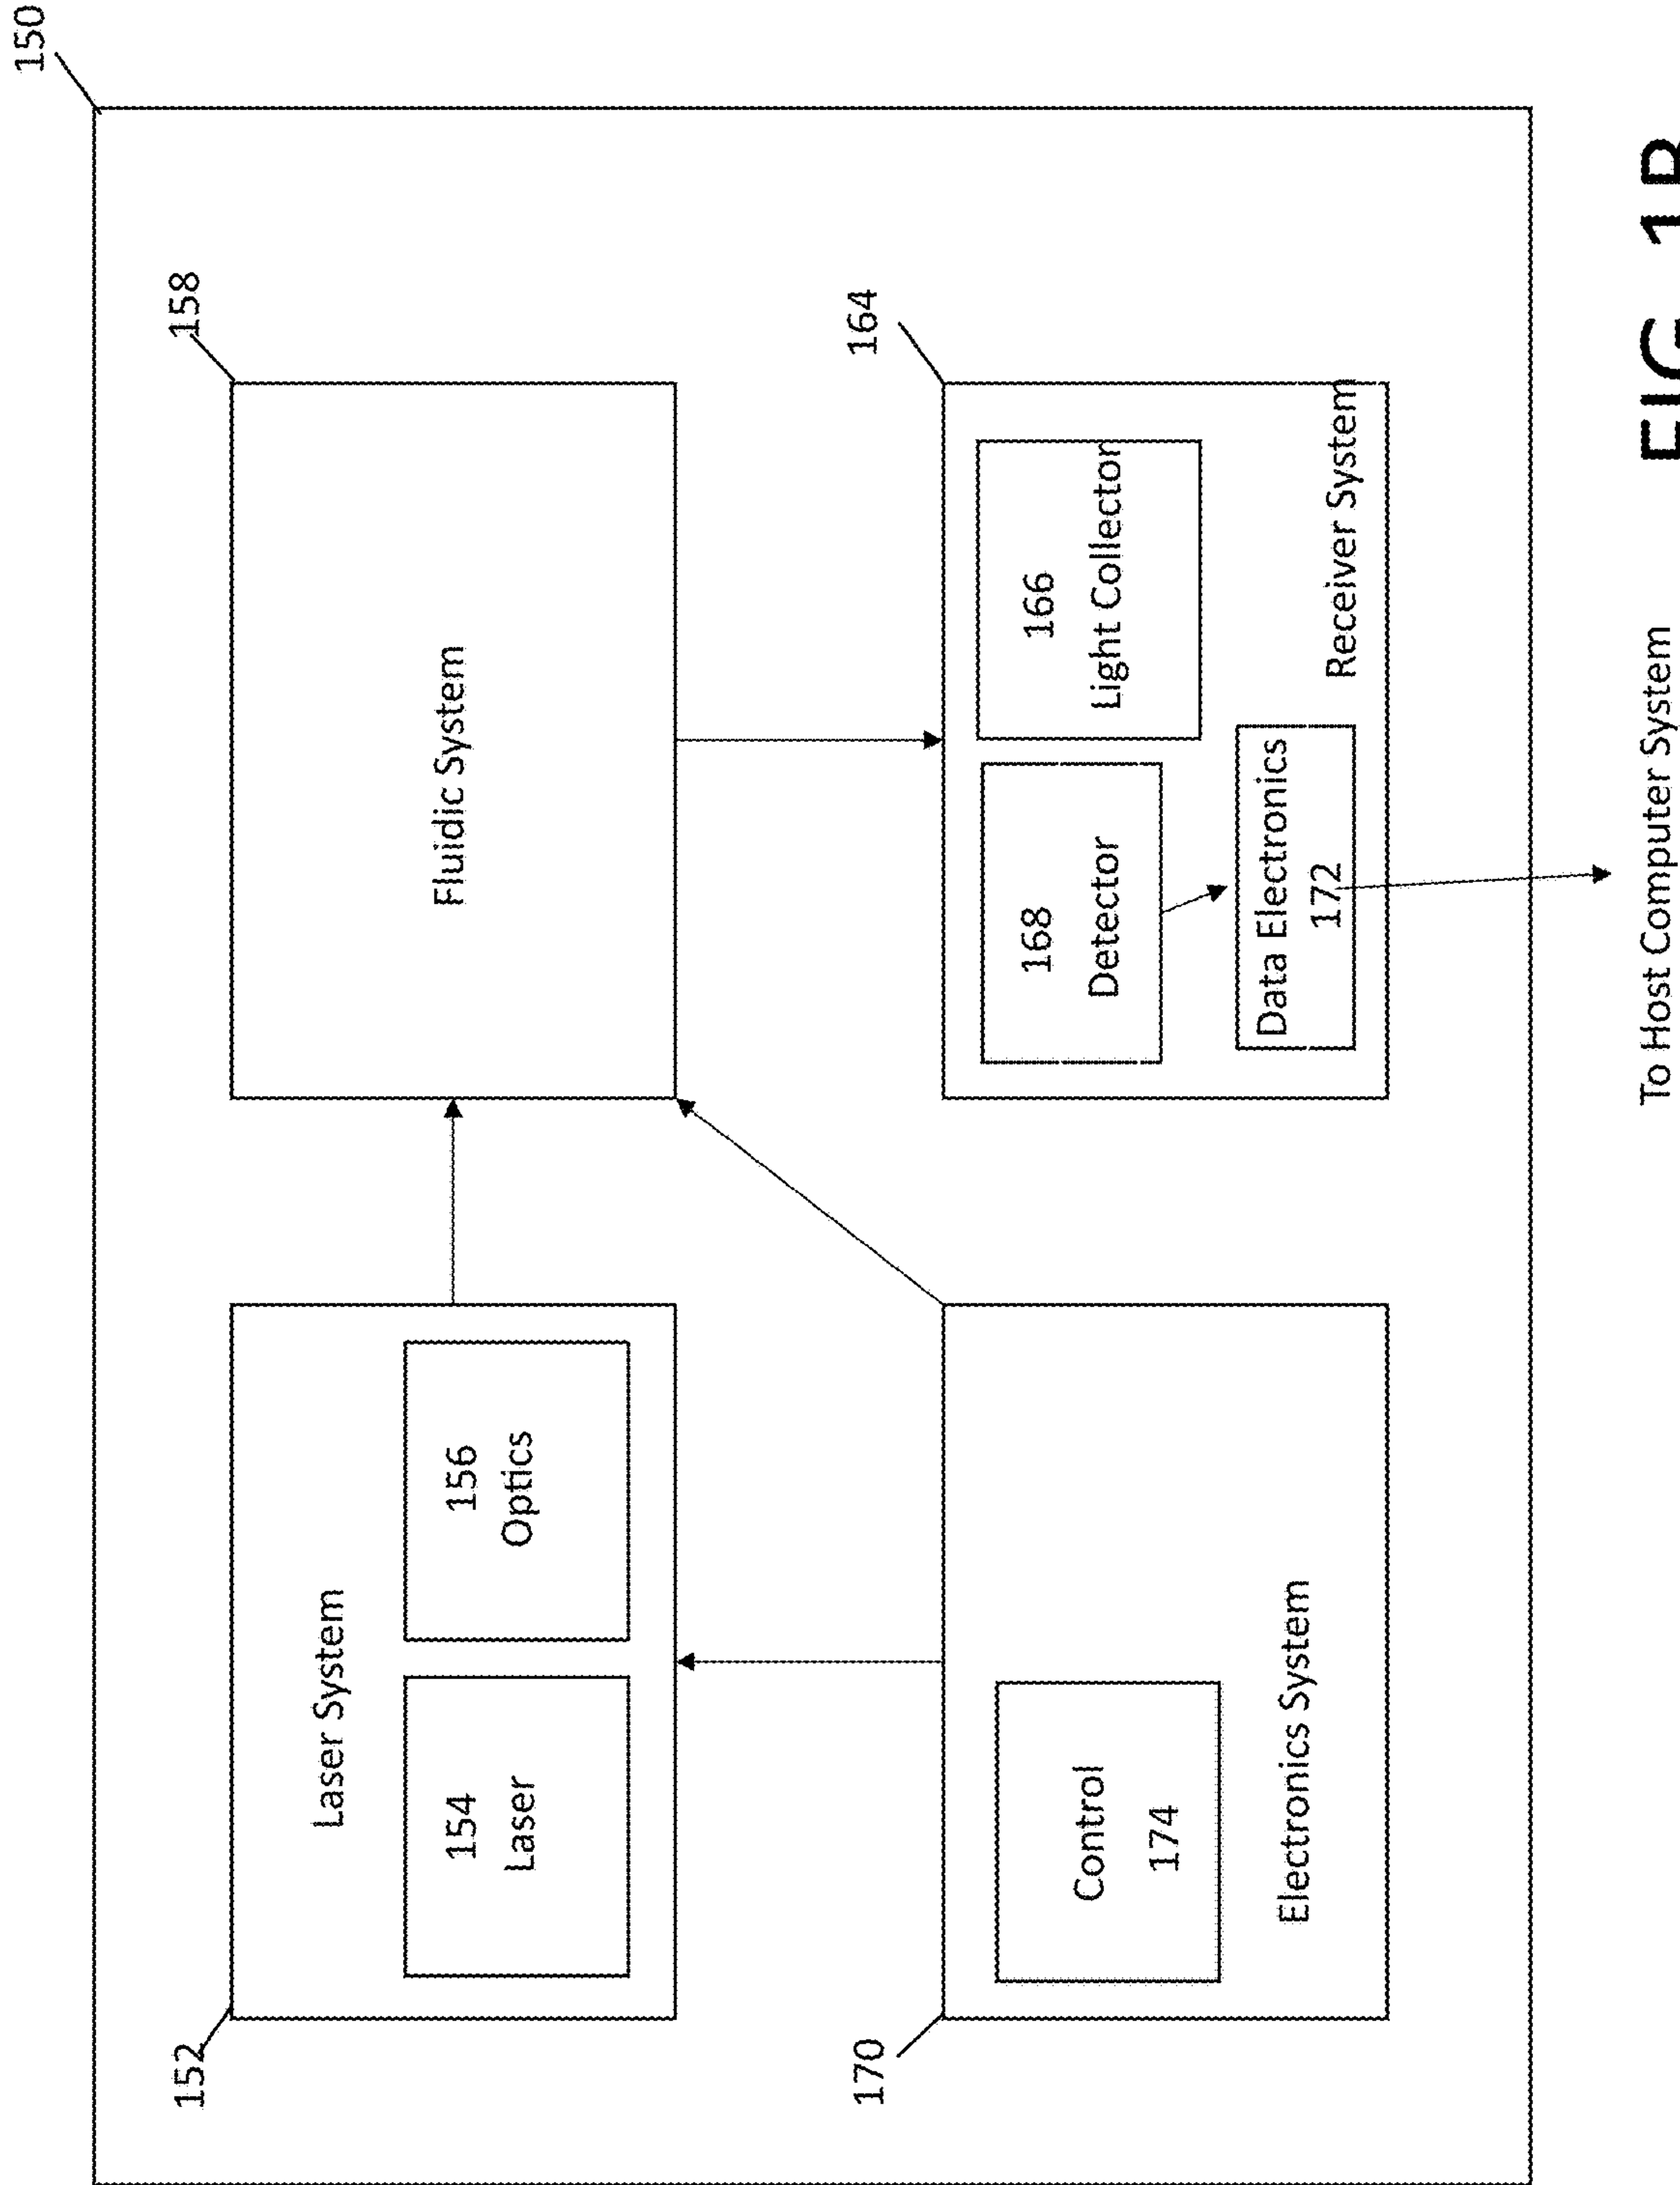 150
152
Laser System
154
Laser
156
Optics
158
Fluidic System
170
Control
174
Electronics System
164
168
Detector
166
Light Collector
Data Electronics
172
Receiver System
To Host Computer System
FIG. 1B